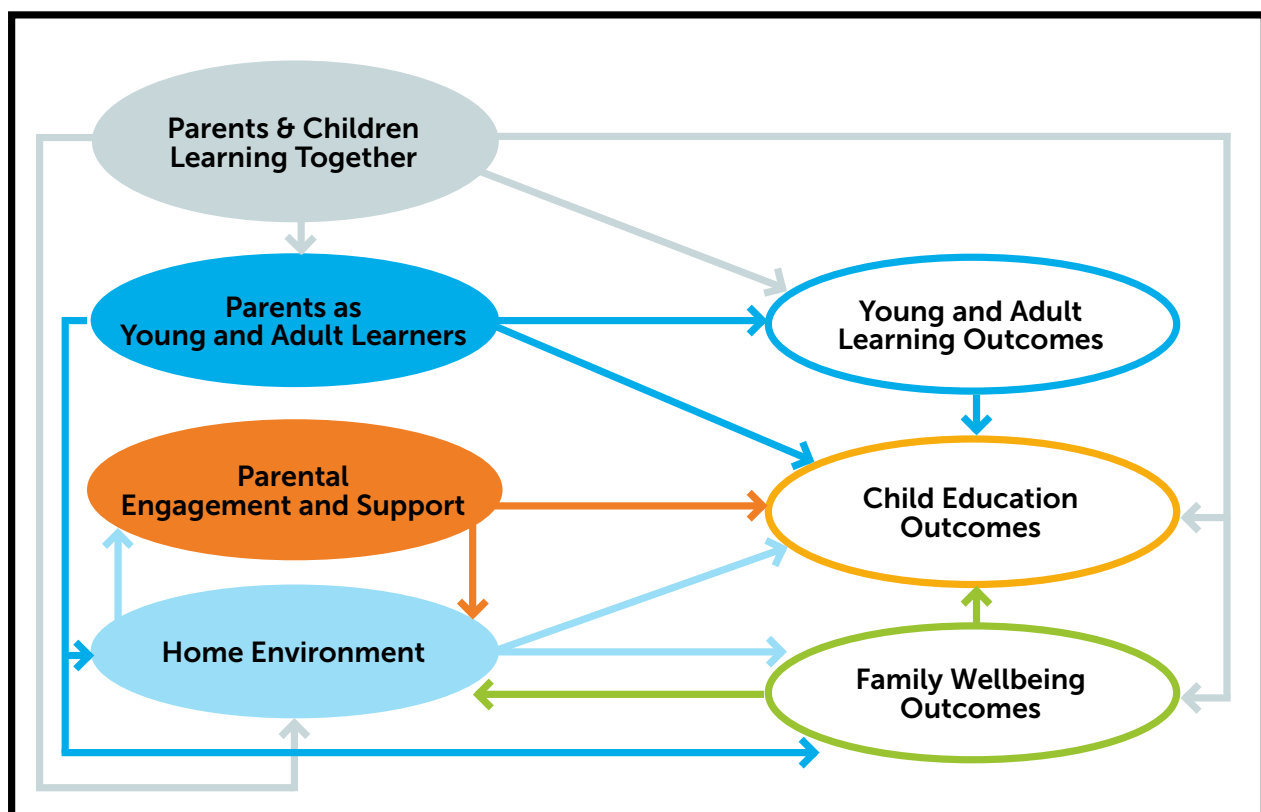 Parents & Children
Learning Together
Parents as
Young and Adult Learners
Young and Adult
Learning Outcomes
Parental
Engagement and Support
Child Education
Outcomes
Home Environment
Family Wellbeing
Outcomes